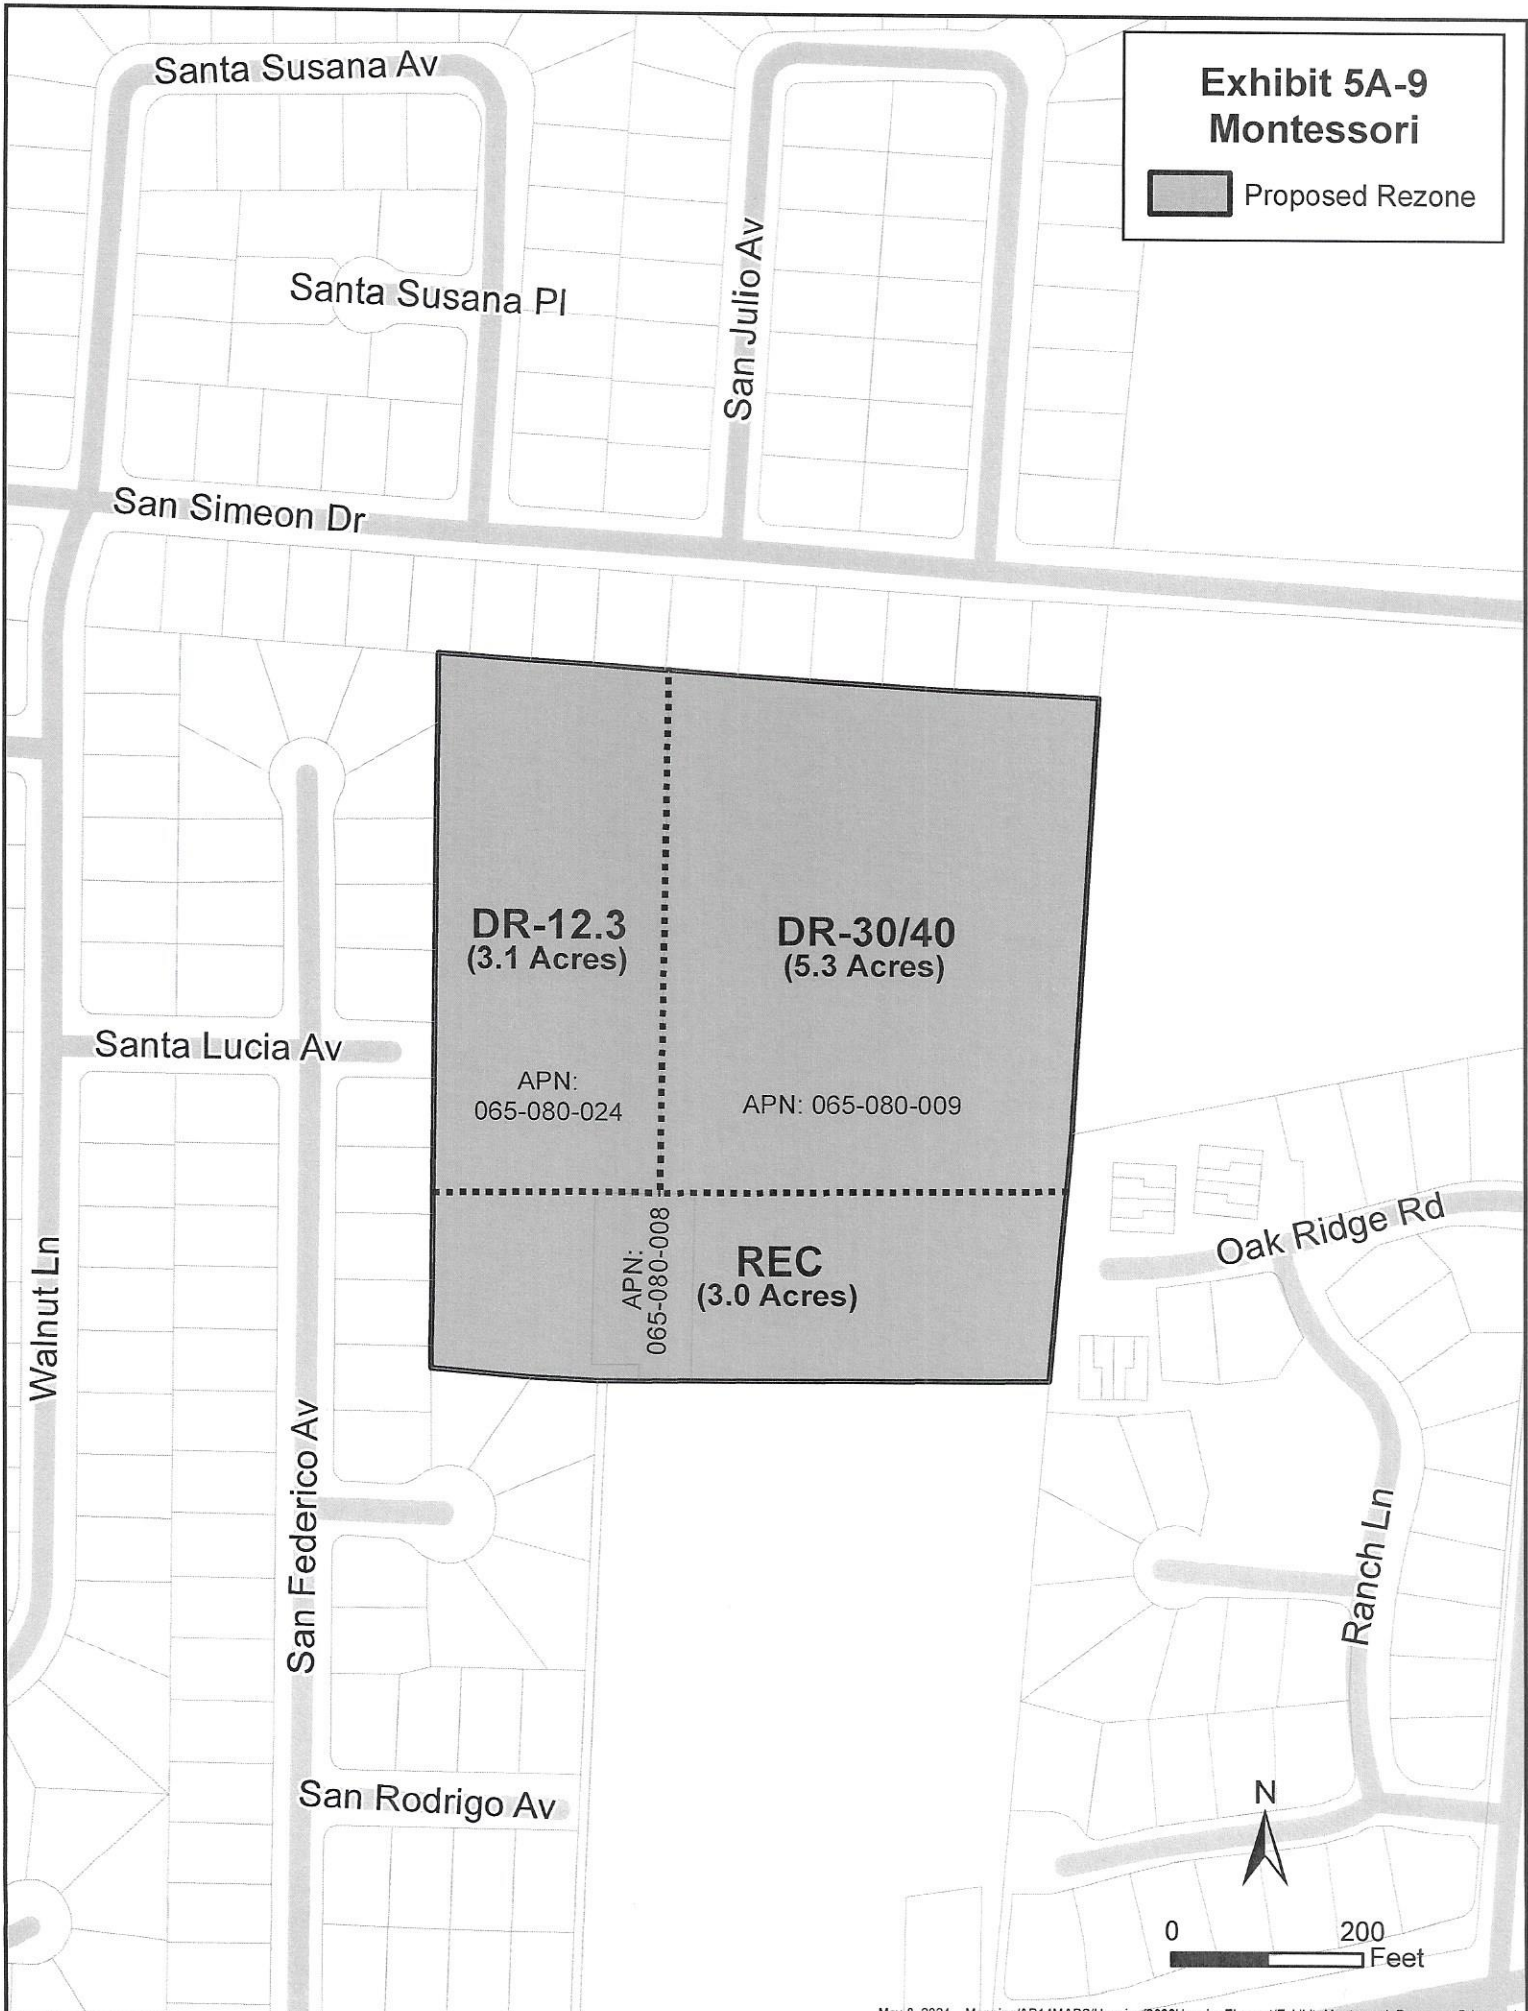 Exhibit 5A-9
Montessori
Proposed Rezone
Santa Susana Av
Santa Susana Pl
San Julio Av
San Simeon Dr
DR-12.3
(3.1 Acres)
DR-30/40
(5.3 Acres)
Santa Lucia Av
APN:
065-080-024
APN: 065-080-009
APN:
065-080-008
REC
(3.0 Acres)
Oak Ridge Rd
Walnut Ln
San Federico Av
Ranch Ln
San Rodrigo Av
N
0 200
Feet